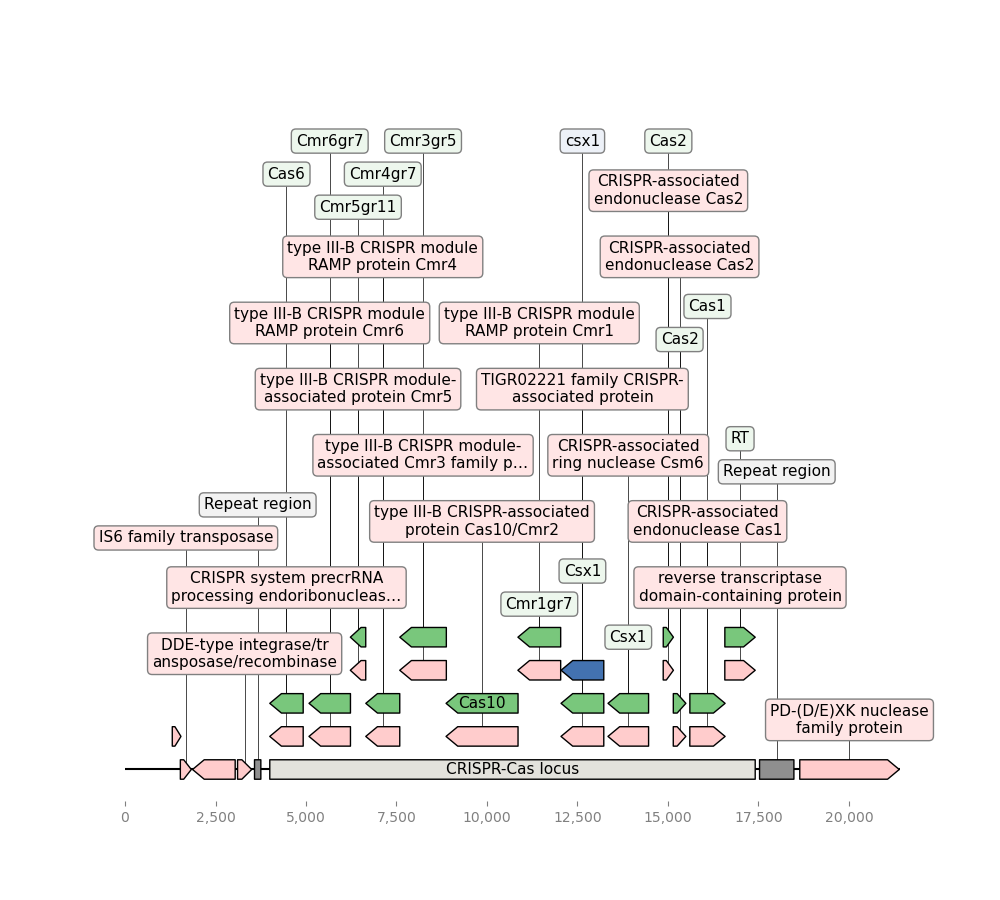 Cmr6gr7
Cmr3gr5
csx1
Cas2
Cas6
Cmr4gr7
CRISPR-associated
endonuclease Cas2
Cmr5gr11
type III-B CRISPR module
RAMP protein Cmr4
CRISPR-associated
endonuclease Cas2
Cas1
type III-B CRISPR module
RAMP protein Cmr6
type III-B CRISPR module
RAMP protein Cmr1
Cas2
type III-B CRISPR module-
associated protein Cmr5
TIGR02221 family CRISPR-
associated protein
RT
type III-B CRISPR module-
associated Cmr3 family p...
CRISPR-associated
ring nuclease Csm6
Repeat region
Repeat region
type III-B CRISPR-associated
protein Cas10/Cmr2
CRISPR-associated
endonuclease Cas1
IS6 family transposase
Csx1
CRISPR system precrRNA
processing endoribonucleas...
reverse transcriptase
domain-containing protein
Cmr1gr7
Csx1
DDE-type integrase/tr
ansposase/recombinase
Cas10
PD-(D/E)XK nuclease
family protein
CRISPR-Cas locus
0
2,500
5,000
7,500
10,000
12,500
15,000
17,500
20,000